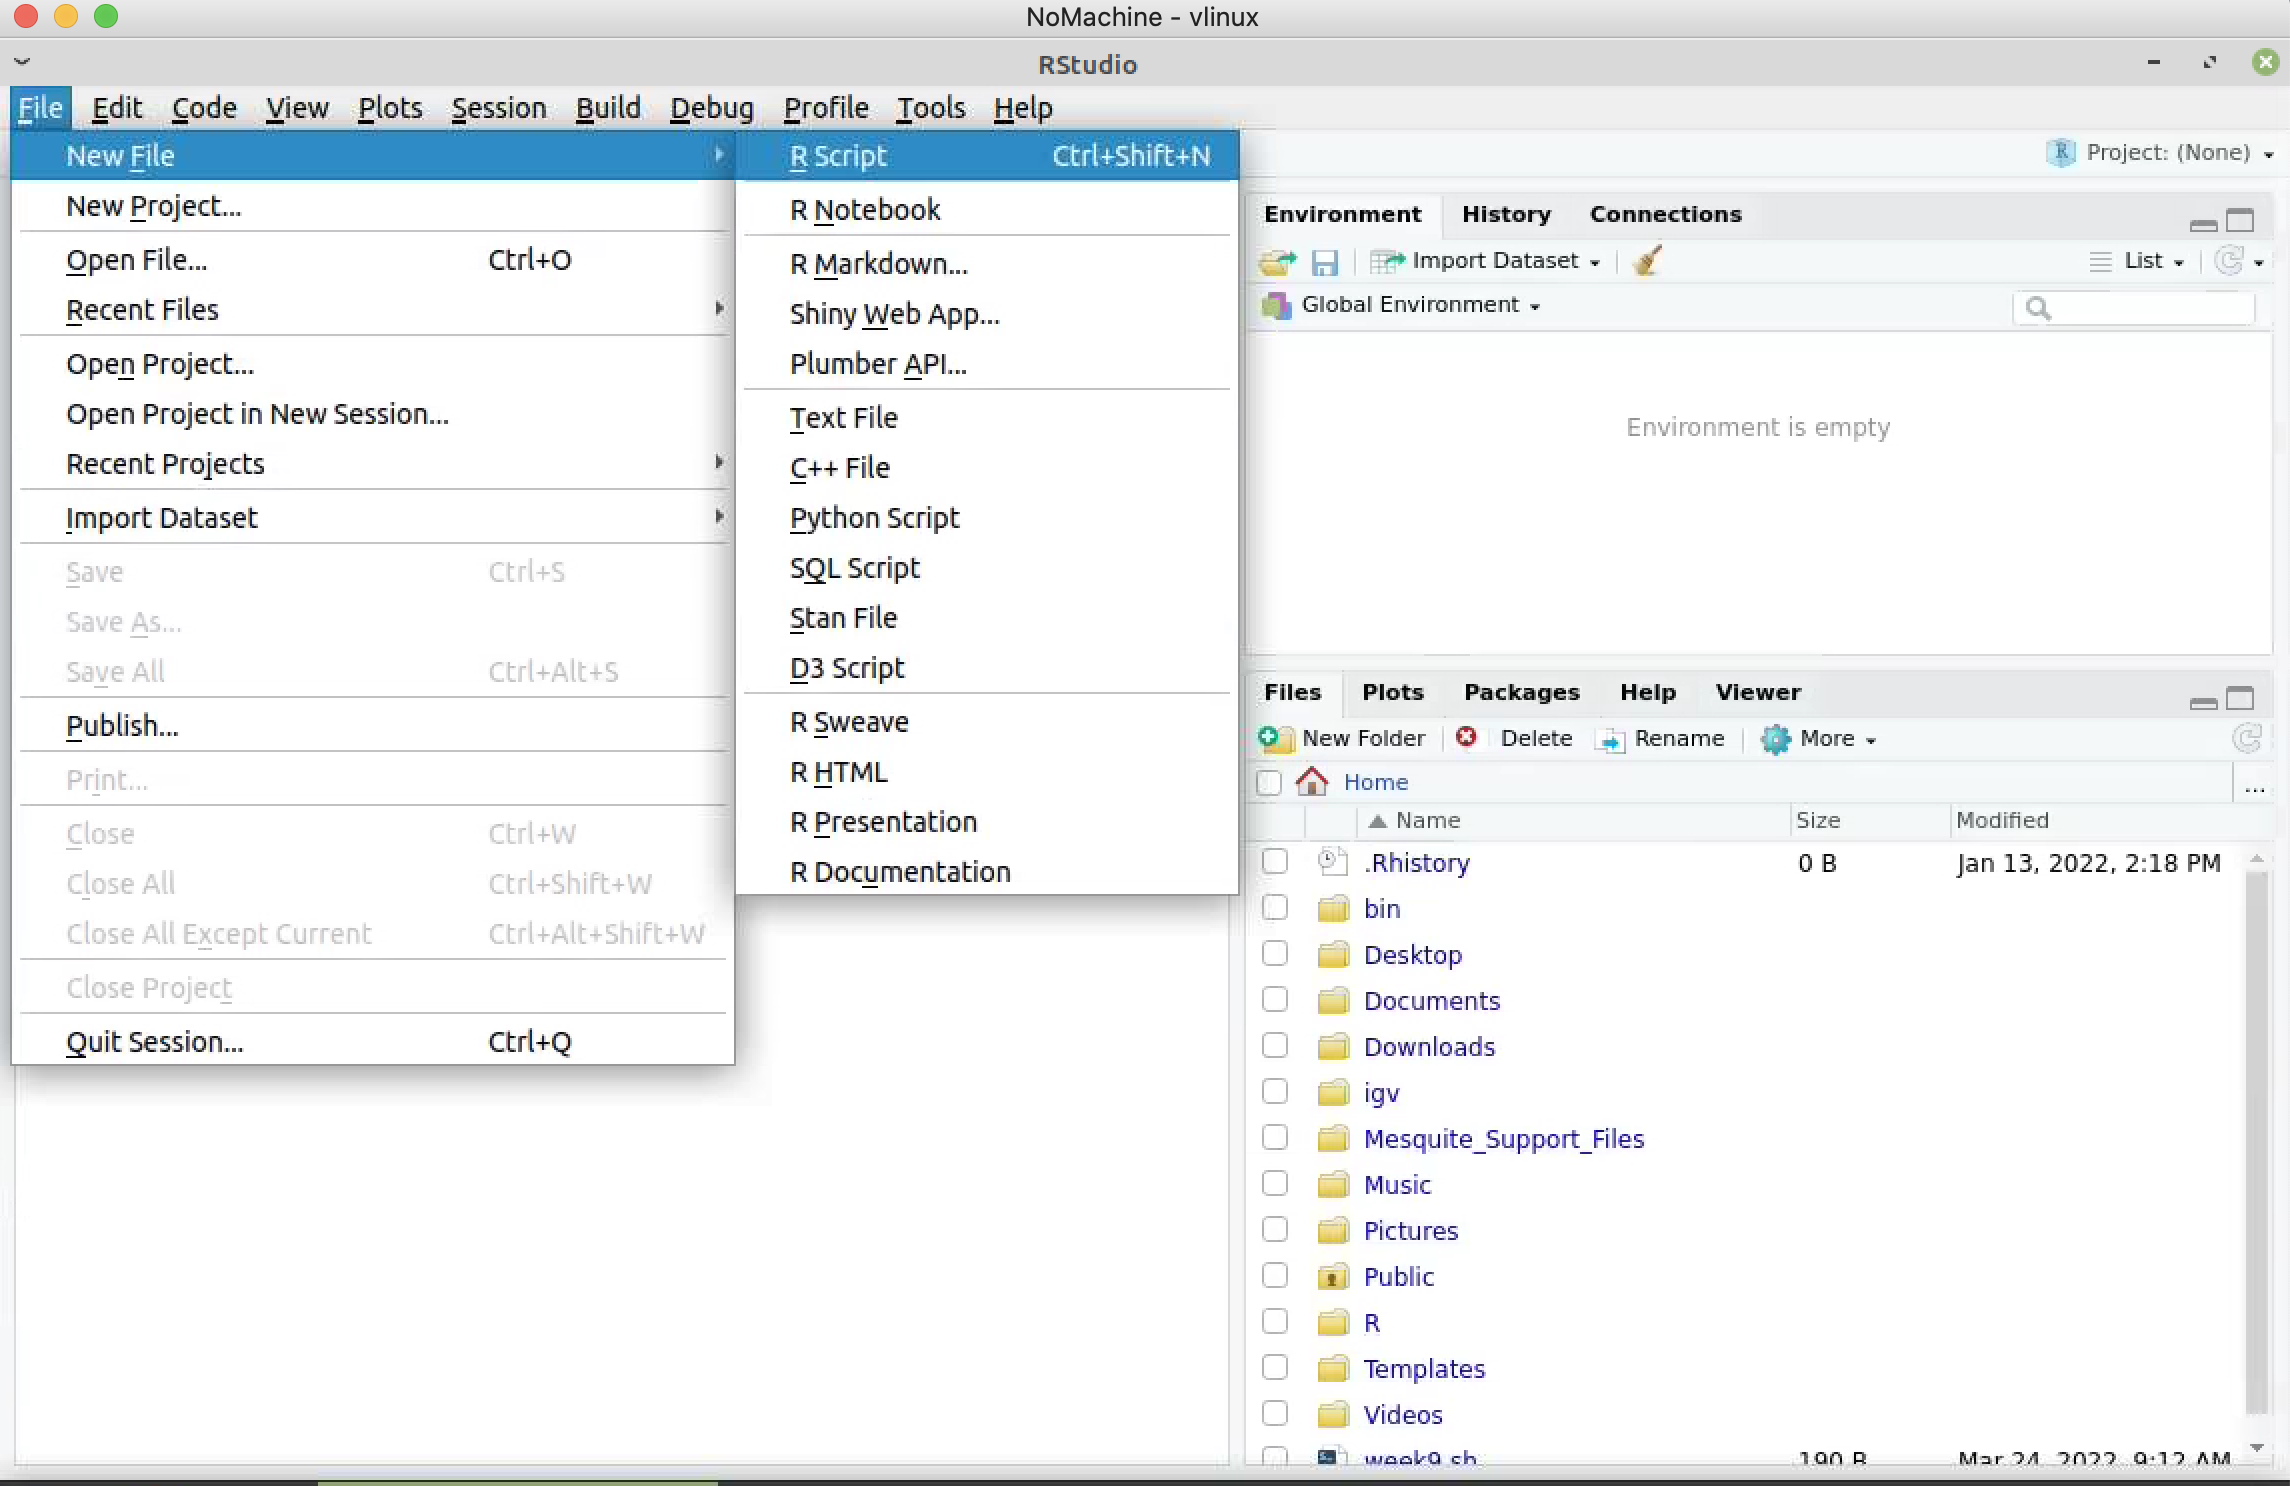 NoMachine - vlinux
RStudio
File Edit Code View Plots Session Build Debug Profile Tools Help
New File
New Project...
Open File... Ctrl+O
Recent Files
Open Project...
Open Project in New Session...
Recent Projects
Import Dataset
Save Ctrl+S
Save As...
Save All Ctrl+Alt+S
Publish...
Print...
Close Ctrl+W
Close All Ctrl+Shift+W
Close All Except Current Ctrl+Alt+Shift+W
Close Project
Quit Session... Ctrl+Q
R Script Ctrl+Shift+N
R Notebook
R Markdown...
Shiny Web App...
Plumber API...
Text File
C++ File
Python Script
SQL Script
Stan File
D3 Script
R Sweave
R HTML
R Presentation
R Documentation
R Project: (None)
Environment History Connections
Import Dataset List
Global Environment
Environment is empty
Files Plots Packages Help Viewer
New Folder Delete Rename More
Home ...
Name Size Modified
.Rhistory 0 B Jan 13, 2022, 2:18 PM
bin
Desktop
Documents
Downloads
igv
Mesquite_Support_Files
Music
Pictures
Public
R
Templates
Videos
week9.sh 190 B Mar 24, 2022, 9:12 AM